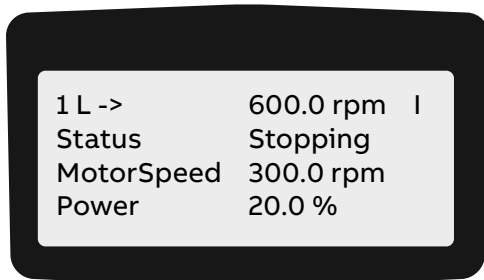 1 L -> 600.0 rpm I
Status Stopping
MotorSpeed 300.0 rpm
Power 20.0 %